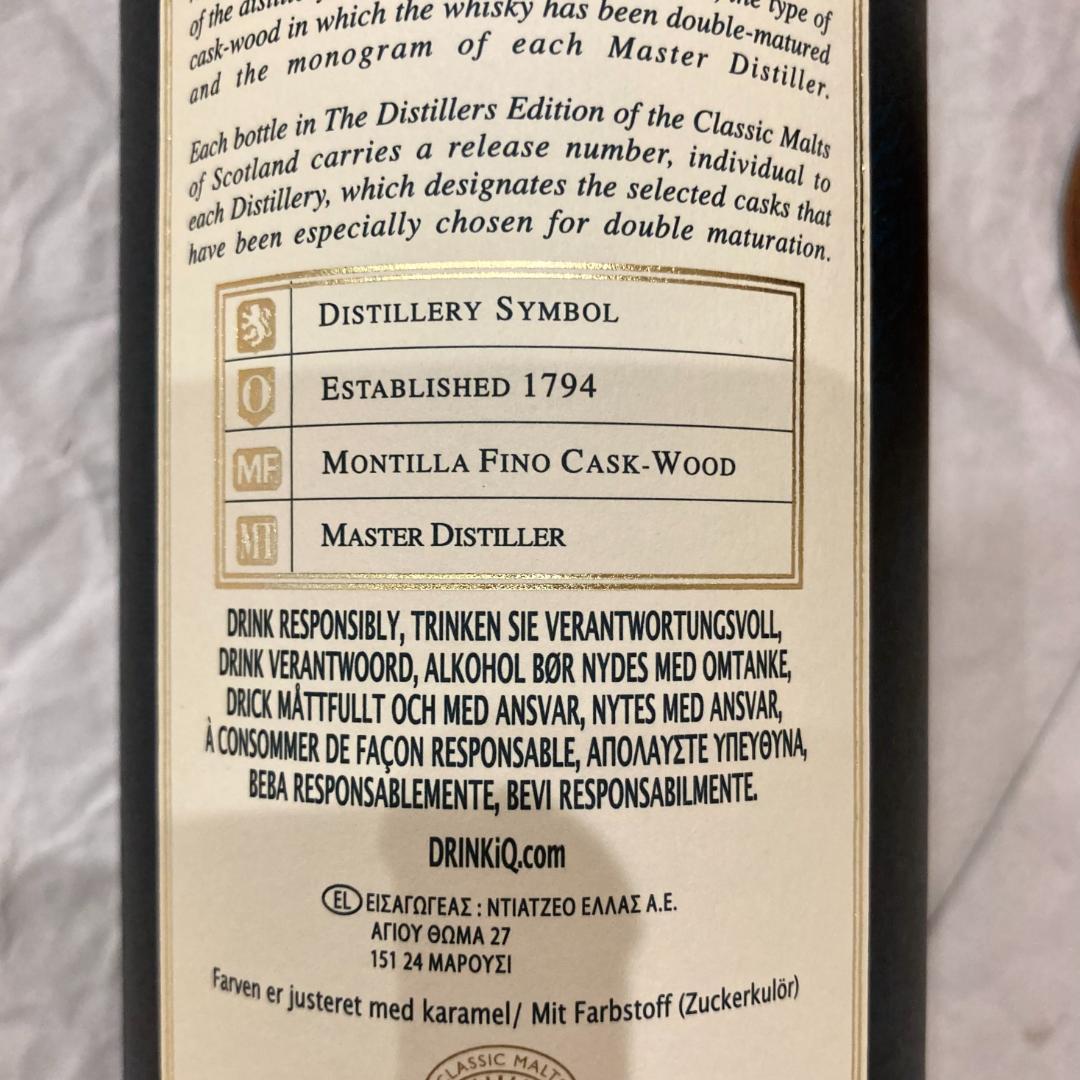 of the type of
cask-wood in which the whisky has been double-matured
and the monogram of each Master Distiller.
Each bottle in The Distillers Edition of the Classic Malts
of Scotland carries a release number, individual to
each Distillery, which designates the selected casks that
have been especially chosen for double maturation.
DISTILLERY SYMBOL
O ESTABLISHED 1794
MF MONTILLA FINO CASK-WOOD
MT MASTER DISTILLER
DRINK RESPONSIBLY, TRINKEN SIE VERANTWORTUNGSVOLL,
DRINK VERANTWOORD, ALKOHOL BØR NYDES MED OMTANKE,
DRICK MÅTTFULLT OCH MED ANSVAR, NYTES MED ANSVAR,
À CONSOMMER DE FAÇON RESPONSABLE, ΑΠΟΛΑΥΣΤΕ ΥΠΕΥΘΥΝΑ,
BEBA RESPONSABLEMENTE, BEVI RESPONSABILMENTE.
DRINKiQ.com
EL ΕΙΣΑΓΩΓΕΑΣ : ΝΤΙΑΤΖΕΟ ΕΛΛΑΣ Α.Ε.
ΑΓΙΟΥ ΘΩΜΑ 27
151 24 ΜΑΡΟΥΣΙ
Farven er justeret med karamel/ Mit Farbstoff (Zuckerkulör)
CLASSIC MALTS